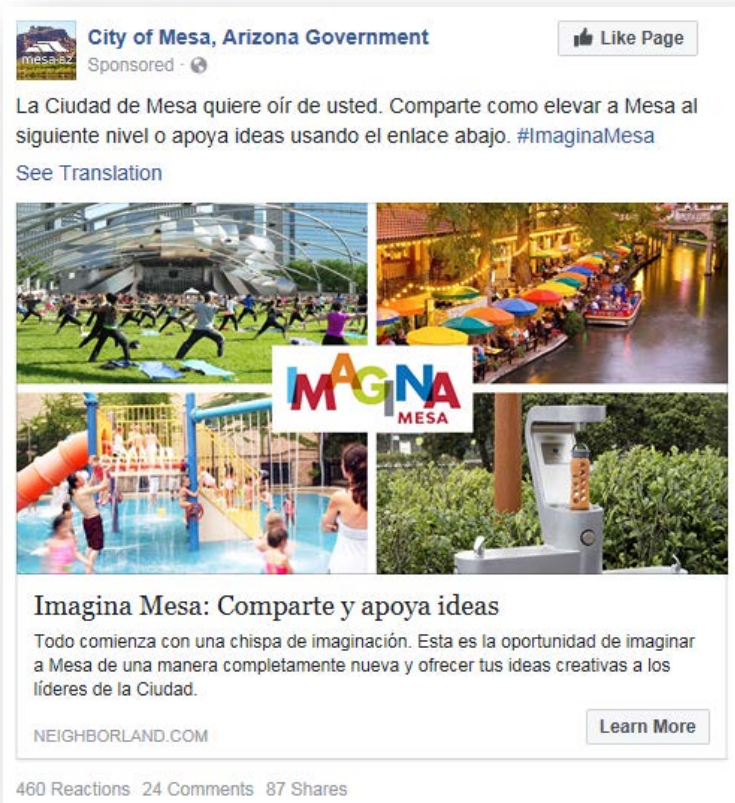 mesa·az
City of Mesa, Arizona Government
Like Page
Sponsored ·
La Ciudad de Mesa quiere oír de usted. Comparte como elevar a Mesa al
siguiente nivel o apoya ideas usando el enlace abajo. #ImaginaMesa
See Translation
IMAGINA
MESA
Imagina Mesa: Comparte y apoya ideas
Todo comienza con una chispa de imaginación. Esta es la oportunidad de imaginar
a Mesa de una manera completamente nueva y ofrecer tus ideas creativas a los
líderes de la Ciudad.
NEIGHBORLAND.COM
Learn More
460 Reactions 24 Comments 87 Shares